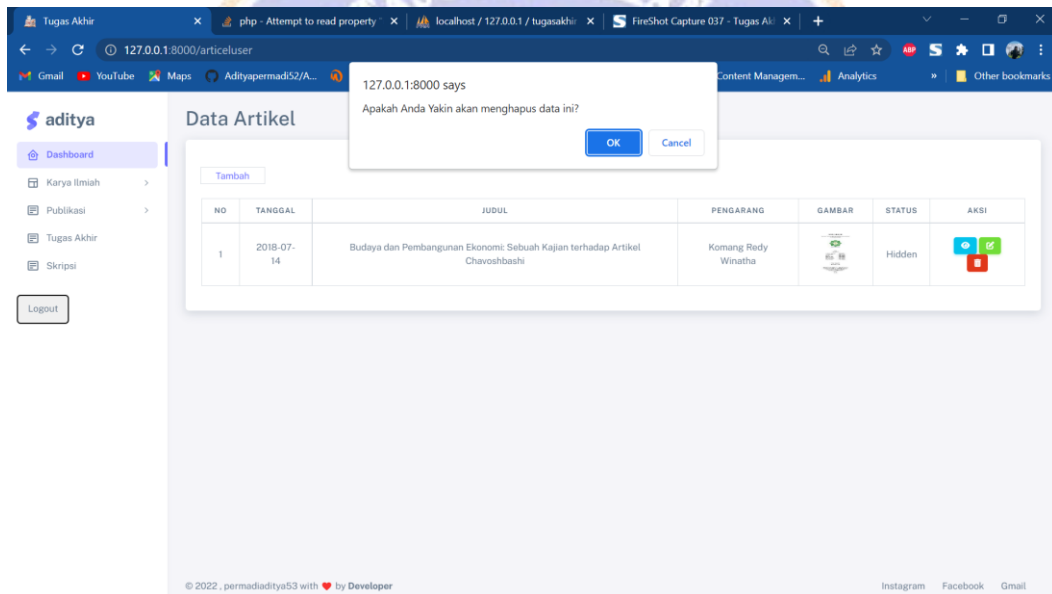 Tugas Akhir
php - Attempt to read property "
localhost / 127.0.0.1 / tugasakhir
FireShot Capture 037 - Tugas Ak
127.0.0.1:8000/articeluser
ABP
Gmail
YouTube
Maps
Adityapermadi52/A...
Content Managem...
Analytics
»
Other bookmarks
127.0.0.1:8000 says
Apakah Anda Yakin akan menghapus data ini?
OK
Cancel
aditya
Dashboard
Karya Ilmiah
Publikasi
Tugas Akhir
Skripsi
Logout
Data Artikel
Tambah
NO
TANGGAL
JUDUL
PENGARANG
GAMBAR
STATUS
AKSI
1
2018-07-
14
Budaya dan Pembangunan Ekonomi: Sebuah Kajian terhadap Artikel
Chavoshbashi
Komang Redy
Winatha
Hidden
© 2022 , permadiaditya53 with ❤ by Developer
Instagram
Facebook
Gmail